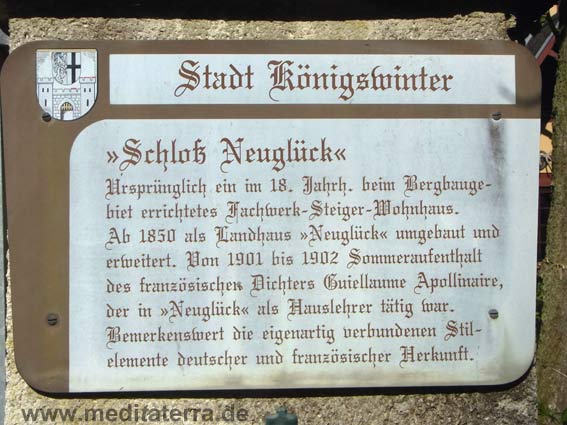 Stadt Königswinter
»Schloß Neuglück«
Ursprünglich ein im 18. Jahrh. beim Bergbauge-
biet errichtetes Fachwerk-Steiger-Wohnhaus.
Ab 1850 als Landhaus »Neuglück« umgebaut und
erweitert. Von 1901 bis 1902 Sommeraufenthalt
des französischen Dichters Guiellaume Apollinaire,
der in »Neuglück« als Hauslehrer tätig war.
Bemerkenswert die eigenartig verbundenen Stil-
elemente deutscher und französischer Herkunft.
www.mediaterra.de